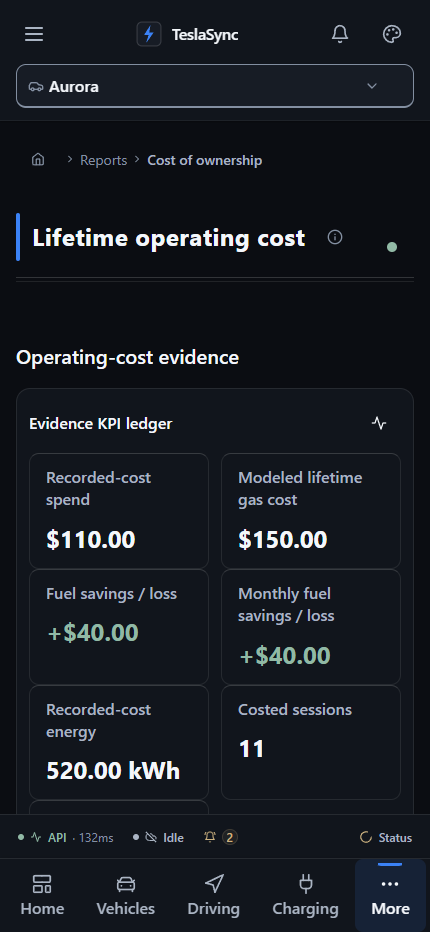 TeslaSync
Aurora
Reports
Cost of ownership
Lifetime operating cost
Operating-cost evidence
Evidence KPI ledger
Recorded-cost
spend
$110.00
Modeled lifetime
gas cost
$150.00
Fuel savings / loss
+$40.00
Monthly fuel
savings / loss
+$40.00
Recorded-cost
energy
520.00 kWh
Costed sessions
11
API · 132ms
Idle
2
Status
Home
Vehicles
Driving
Charging
More